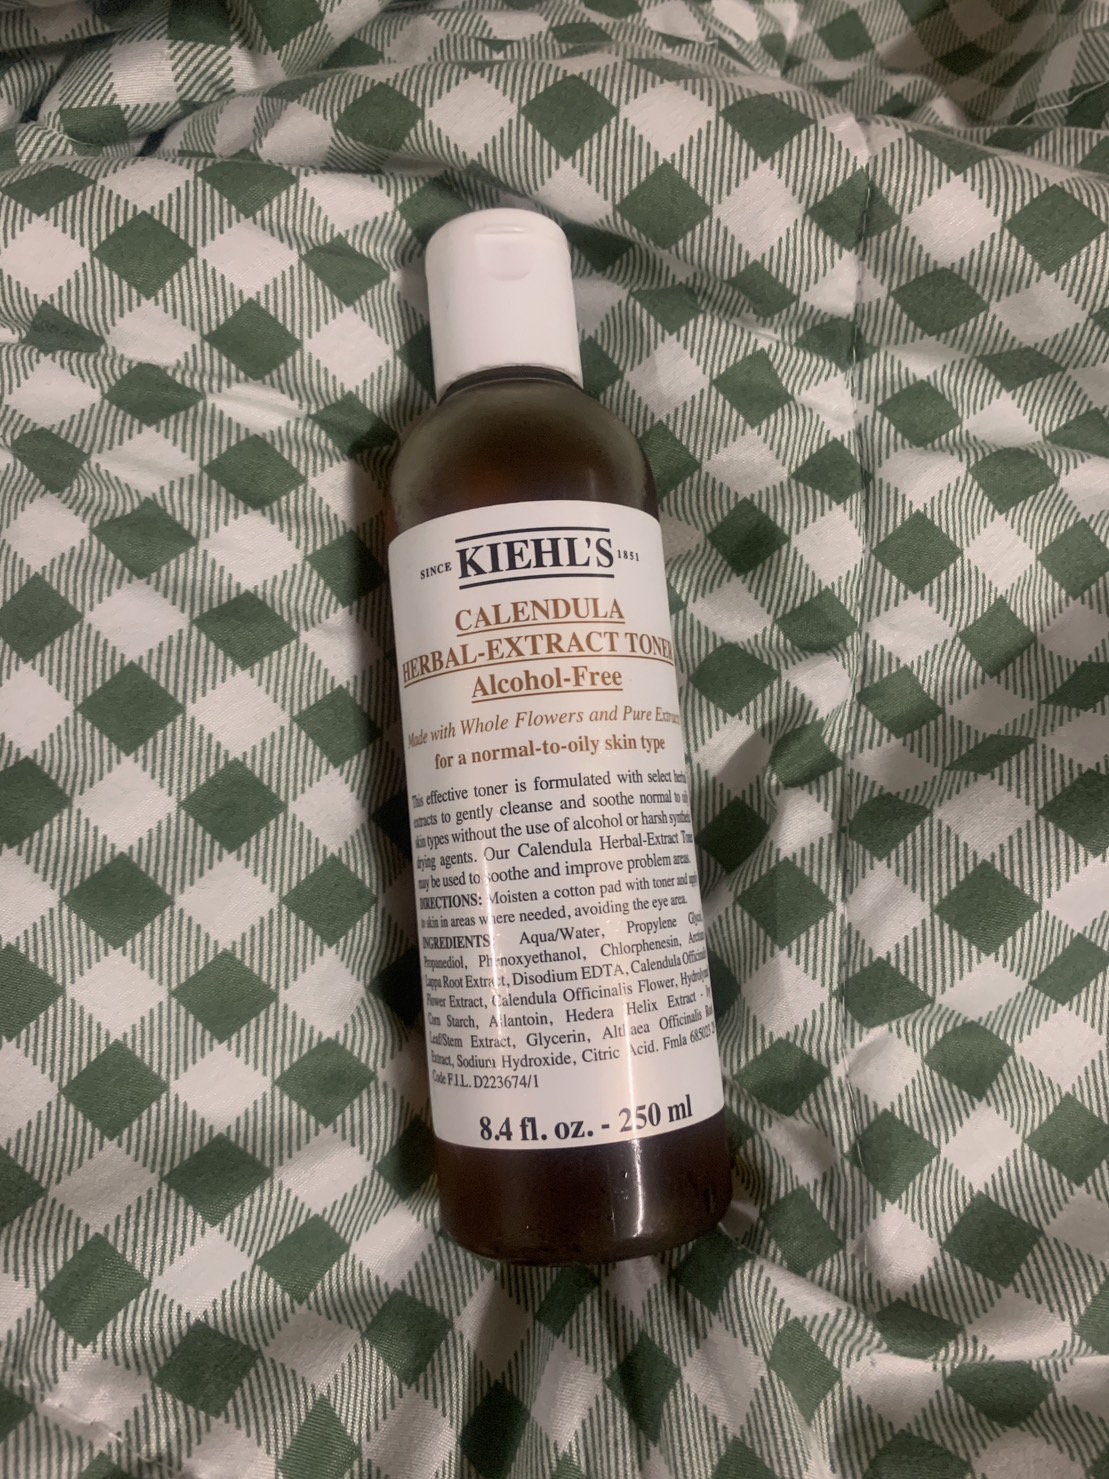 SINCE KIEHL'S 1851
CALENDULA
HERBAL-EXTRACT TONER
Alcohol-Free
Made with Whole Flowers and Pure
for a normal-to-oily skin type
This effective toner is formulated with select
extracts to gently cleanse and soothe normal to
skin types without the use of alcohol or harsh
drying agents. Our Calendula Herbal-Extract
may be used to soothe and improve problem areas.
DIRECTIONS: Moisten a cotton pad with toner and
to skin in areas where needed, avoiding the eye area.
INGREDIENTS: Aqua/Water, Propylene
Propanediol, Phenoxyethanol, Chlorphenesin,
Lappa Root Extract, Disodium EDTA, Calendula
Flower Extract, Calendula Officinalis Flower,
Corn Starch, Allantoin, Hedera Helix Extract -
Leaf/Stem Extract, Glycerin, Althaea Officinalis
Extract, Sodium Hydroxide, Citric Acid. Fmla 685023
Code F.I.L. D223674/1
8.4 fl. oz. - 250 ml